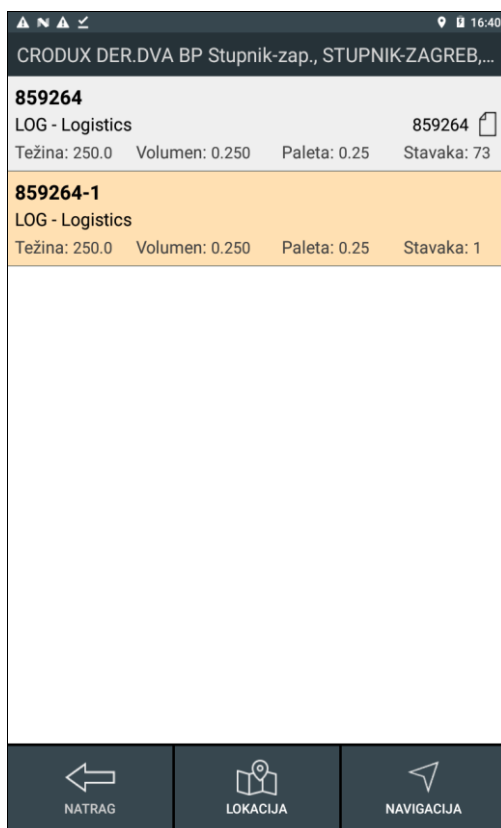 16:40
CRODUX DER.DVA BP Stupnik-zap., STUPNIK-ZAGREB,...
859264
LOG - Logistics 859264
Težina: 250.0 Volumen: 0.250 Paleta: 0.25 Stavaka: 73
859264-1
LOG - Logistics
Težina: 250.0 Volumen: 0.250 Paleta: 0.25 Stavaka: 1
NATRAG LOKACIJA NAVIGACIJA